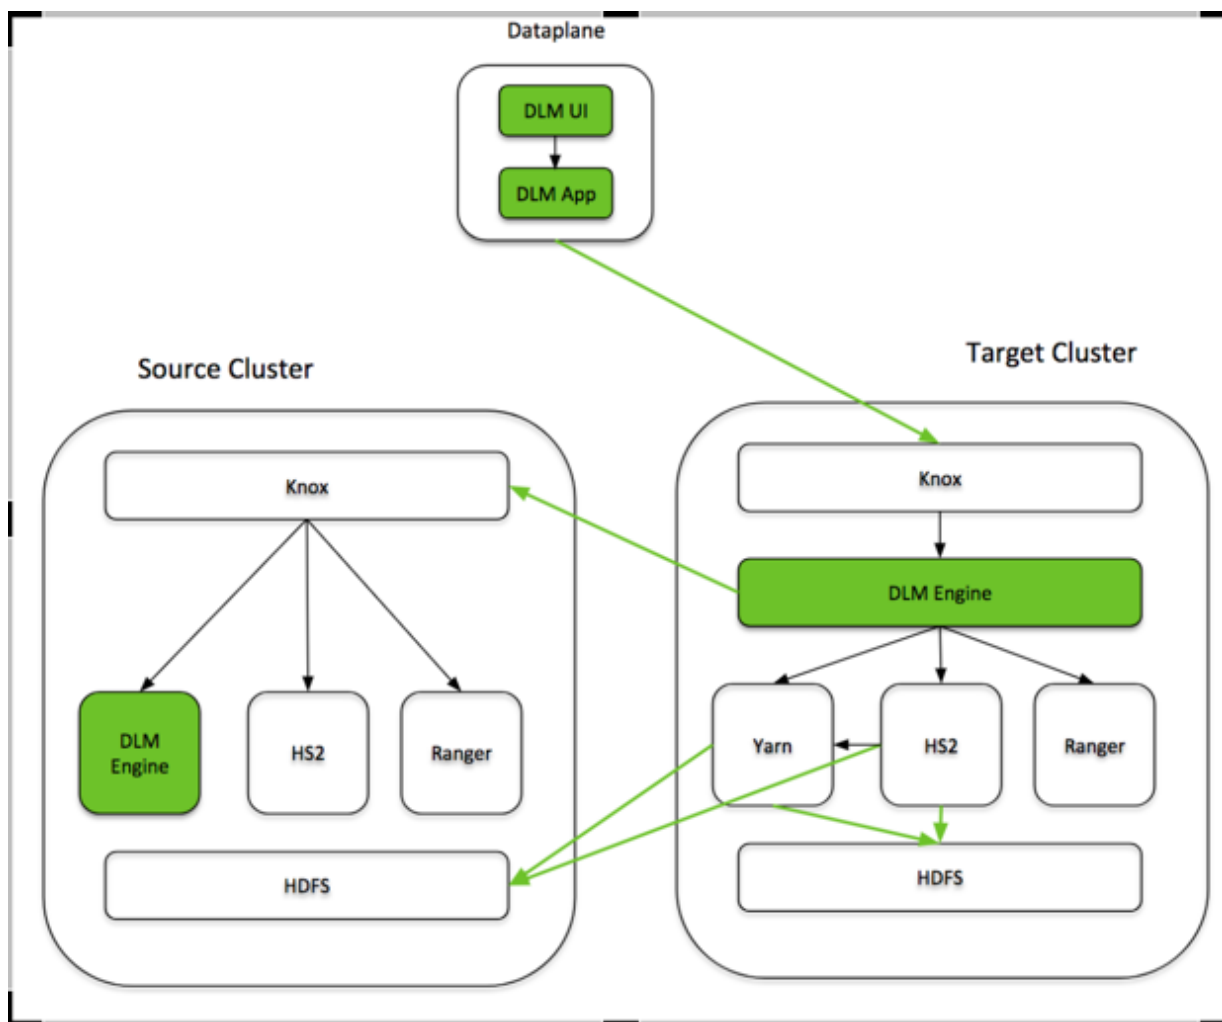 Dataplane
DLM UI
DLM App
Source Cluster
Target Cluster
Knox
Knox
DLM Engine
DLM
Engine
HS2
Ranger
Yarn
HS2
Ranger
HDFS
HDFS